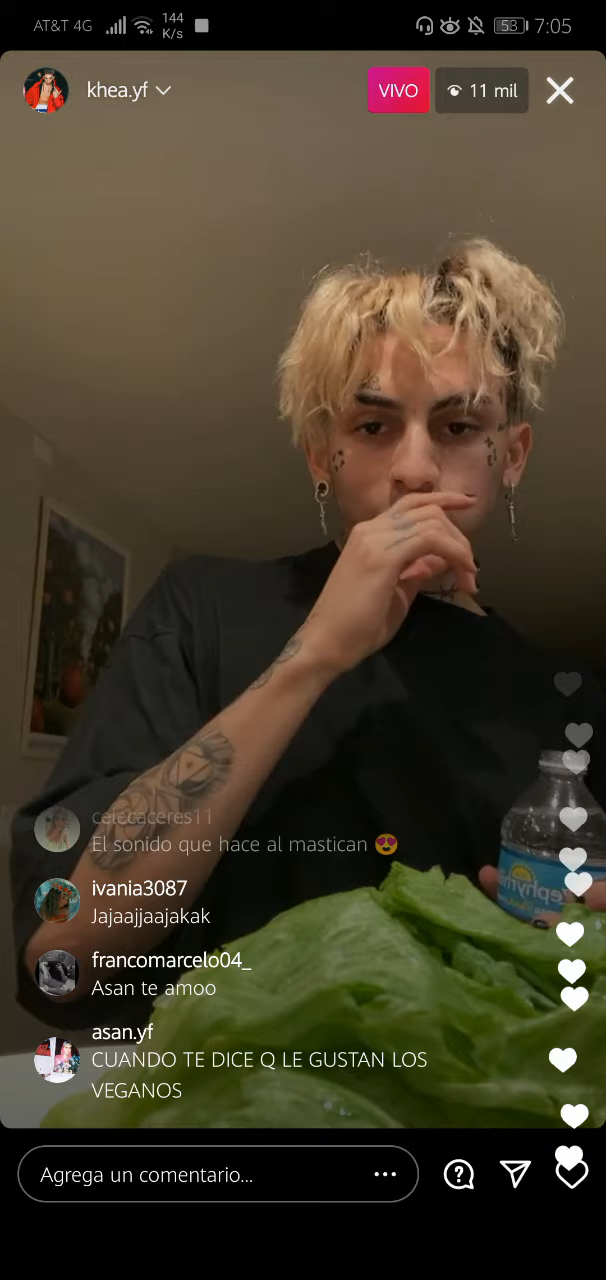 AT&T 4G 144 K/s 53 7:05
khea.yf VIVO 11 mil
celecaceres11
El sonido que hace al mastican 😍
ivania3087
Jajaajjaajakak
francomarcelo04_
Asan te amoo
asan.yf
CUANDO TE DICE Q LE GUSTAN LOS
VEGANOS
Agrega un comentario...